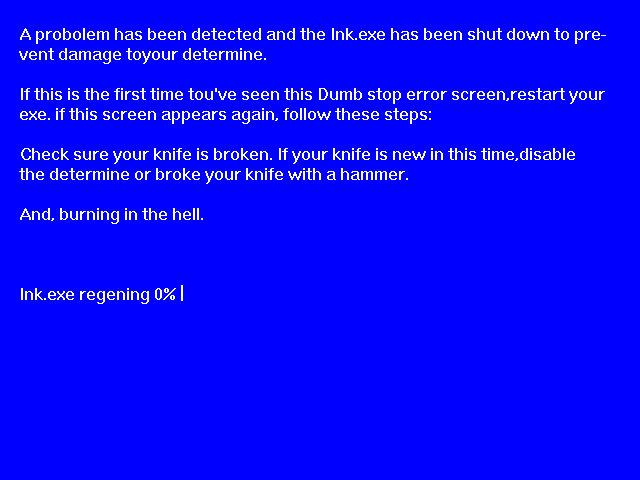 A probolem has been detected and the Ink.exe has been shut down to pre-
vent damage toyour determine.
If this is the first time tou've seen this Dumb stop error screen,restart your
exe. if this screen appears again, follow these steps:
Check sure your knife is broken. If your knife is new in this time,disable
the determine or broke your knife with a hammer.
And, burning in the hell.
Ink.exe regening 0%